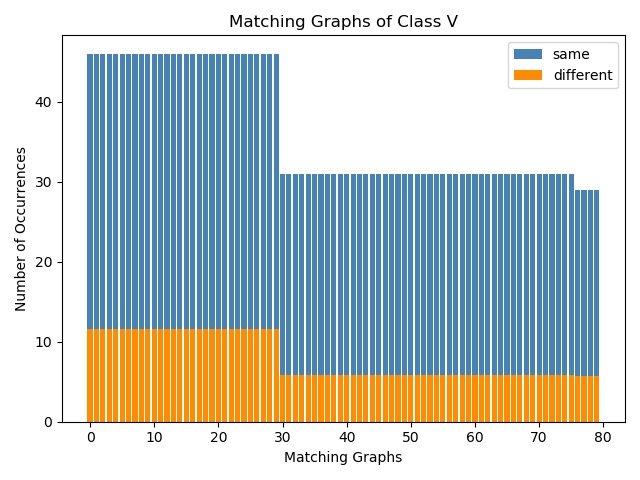 Matching Graphs of Class V
same
different
Number of Occurrences
40
30
20
10
0
0 10 20 30 40 50 60 70 80
Matching Graphs